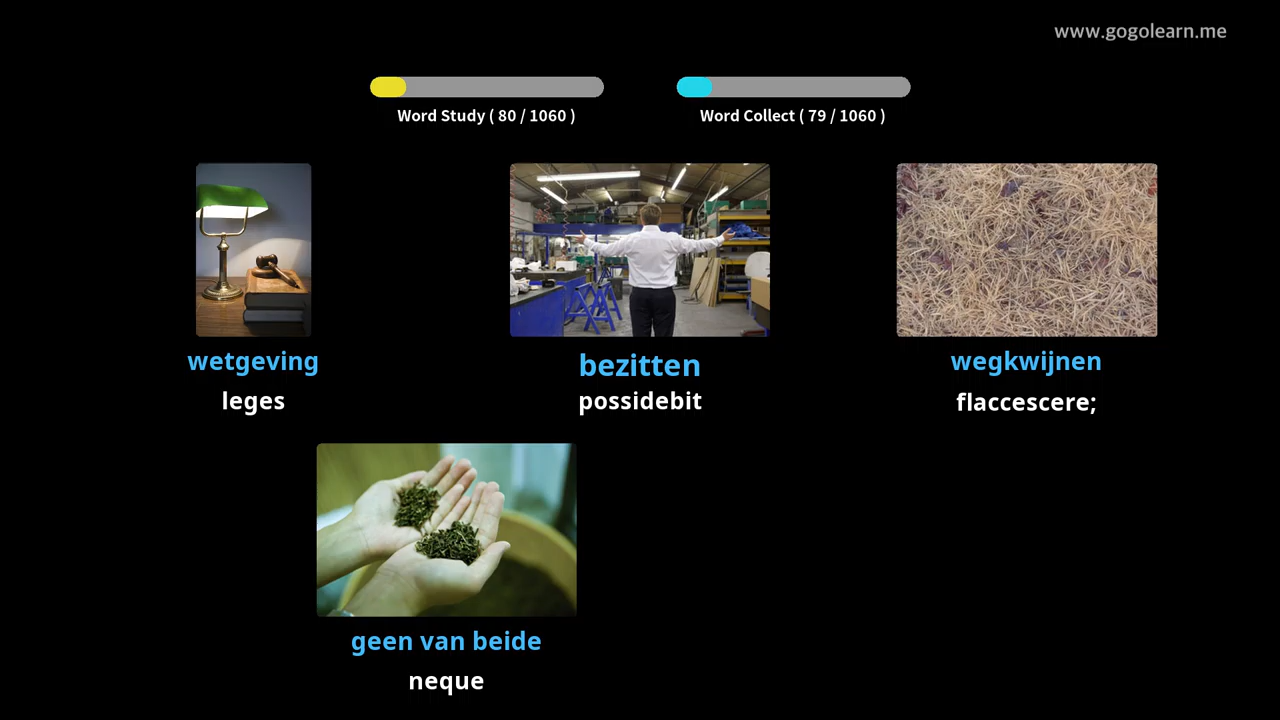 www.gogolearn.me
Word Study ( 80 / 1060 )
Word Collect ( 79 / 1060 )
wetgeving
leges
bezitten
possidebit
wegkwijnen
flaccescere;
geen van beide
neque